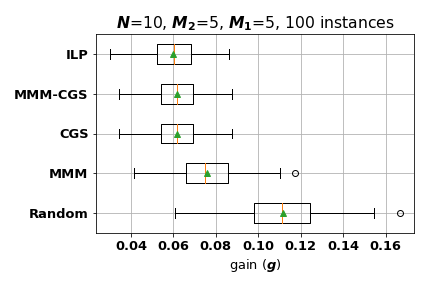 N=10, M₂=5, M₁=5, 100 instances
ILP
MMM-CGS
CGS
MMM
Random
0.04 0.06 0.08 0.10 0.12 0.14 0.16
gain (g)